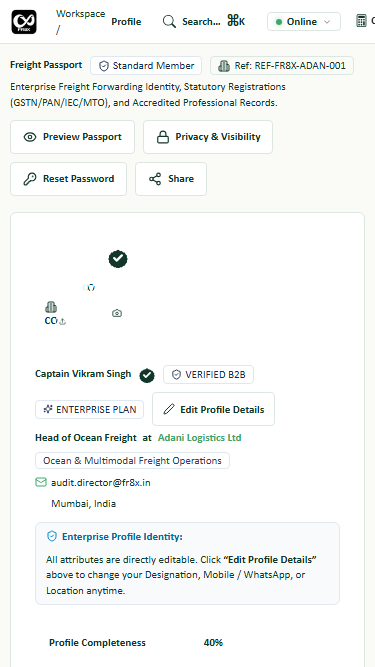 FR8X
Workspace
/
Profile
Search...
⌘K
Online
Freight Passport
Standard Member
Ref: REF-FR8X-ADAN-001
Enterprise Freight Forwarding Identity, Statutory Registrations
(GSTN/PAN/IEC/MTO), and Accredited Professional Records.
Preview Passport
Privacy & Visibility
Reset Password
Share
CO
Captain Vikram Singh
VERIFIED B2B
ENTERPRISE PLAN
Edit Profile Details
Head of Ocean Freight at Adani Logistics Ltd
Ocean & Multimodal Freight Operations
audit.director@fr8x.in
Mumbai, India
Enterprise Profile Identity:
All attributes are directly editable. Click “Edit Profile Details”
above to change your Designation, Mobile / WhatsApp, or
Location anytime.
Profile Completeness
40%